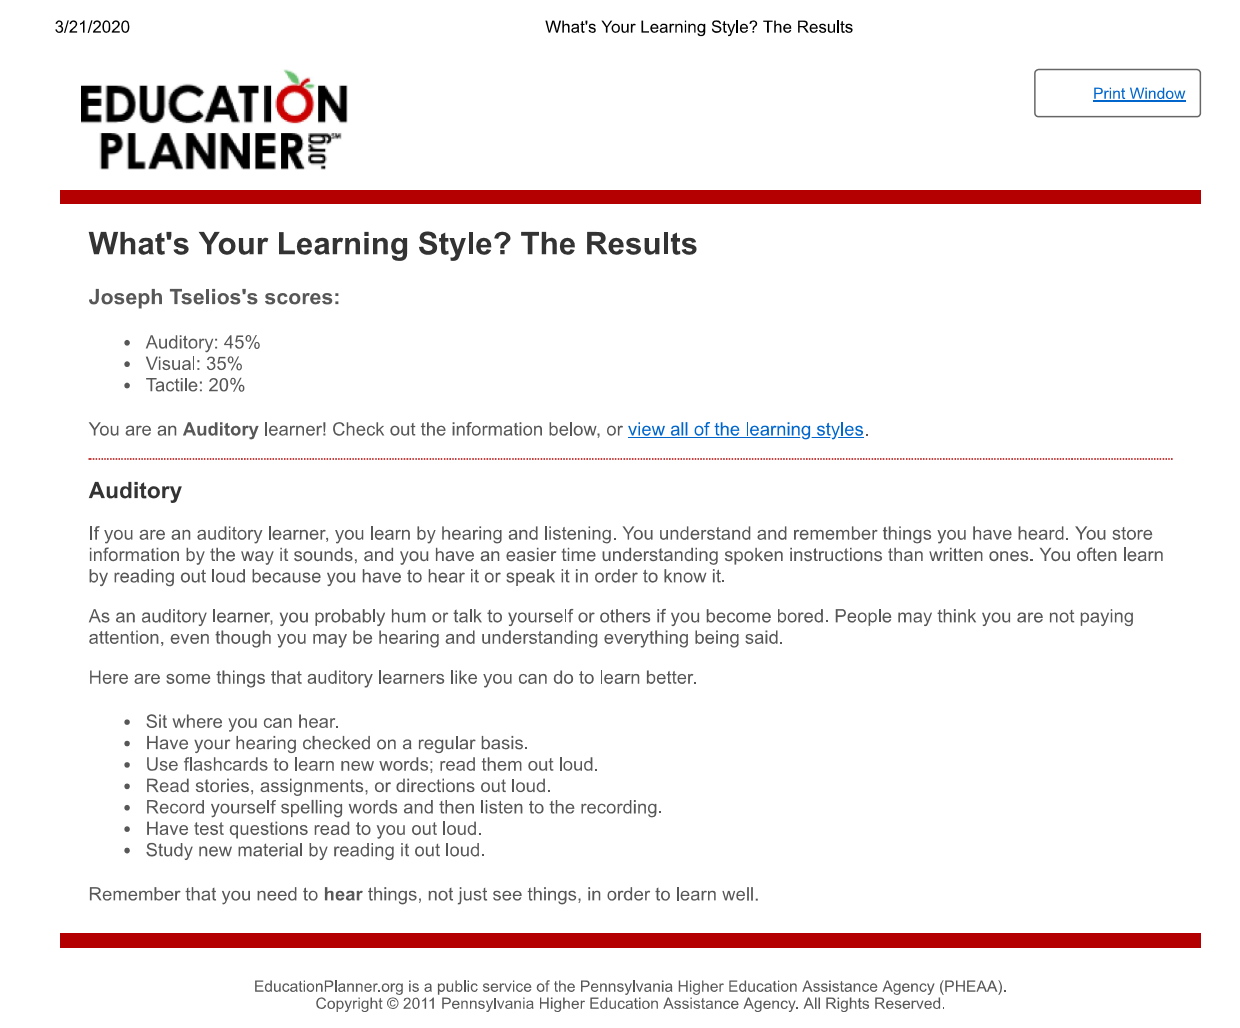 3/21/2020
What's Your Learning Style? The Results
EDUCATION
PLANNER.org℠
Print Window
What's Your Learning Style? The Results
Joseph Tselios's scores:
• Auditory: 45%
• Visual: 35%
• Tactile: 20%
You are an Auditory learner! Check out the information below, or view all of the learning styles.
Auditory
If you are an auditory learner, you learn by hearing and listening. You understand and remember things you have heard. You store
information by the way it sounds, and you have an easier time understanding spoken instructions than written ones. You often learn
by reading out loud because you have to hear it or speak it in order to know it.
As an auditory learner, you probably hum or talk to yourself or others if you become bored. People may think you are not paying
attention, even though you may be hearing and understanding everything being said.
Here are some things that auditory learners like you can do to learn better.
• Sit where you can hear.
• Have your hearing checked on a regular basis.
• Use flashcards to learn new words; read them out loud.
• Read stories, assignments, or directions out loud.
• Record yourself spelling words and then listen to the recording.
• Have test questions read to you out loud.
• Study new material by reading it out loud.
Remember that you need to hear things, not just see things, in order to learn well.
EducationPlanner.org is a public service of the Pennsylvania Higher Education Assistance Agency (PHEAA).
Copyright © 2011 Pennsylvania Higher Education Assistance Agency. All Rights Reserved.